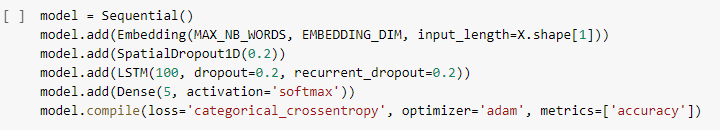 [ ] model = Sequential()
model.add(Embedding(MAX_NB_WORDS, EMBEDDING_DIM, input_length=X.shape[1]))
model.add(SpatialDropout1D(0.2))
model.add(LSTM(100, dropout=0.2, recurrent_dropout=0.2))
model.add(Dense(5, activation='softmax'))
model.compile(loss='categorical_crossentropy', optimizer='adam', metrics=['accuracy'])